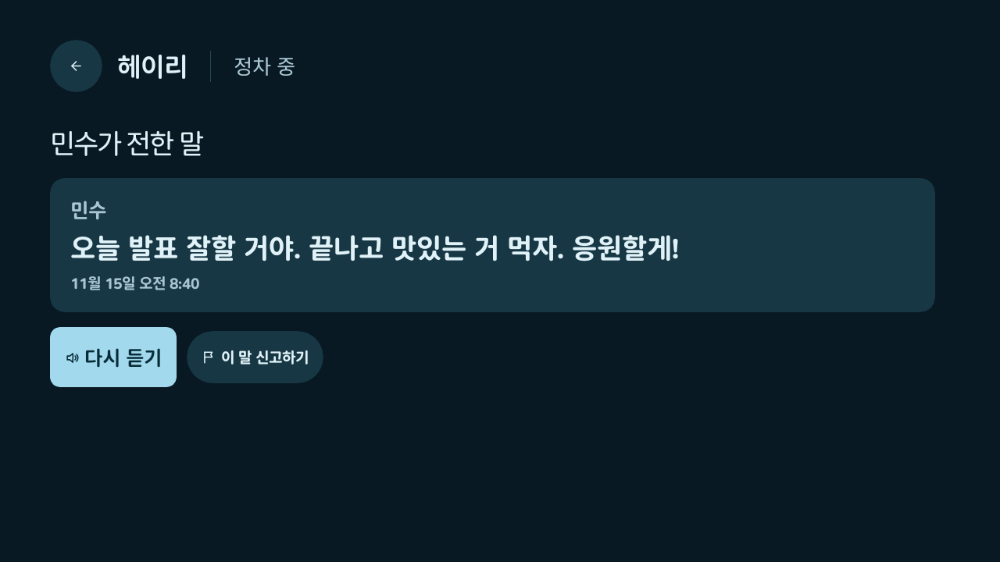 헤이리
정차 중
민수가 전한 말
민수
오늘 발표 잘할 거야. 끝나고 맛있는 거 먹자. 응원할게!
11월 15일 오전 8:40
다시 듣기
이 말 신고하기